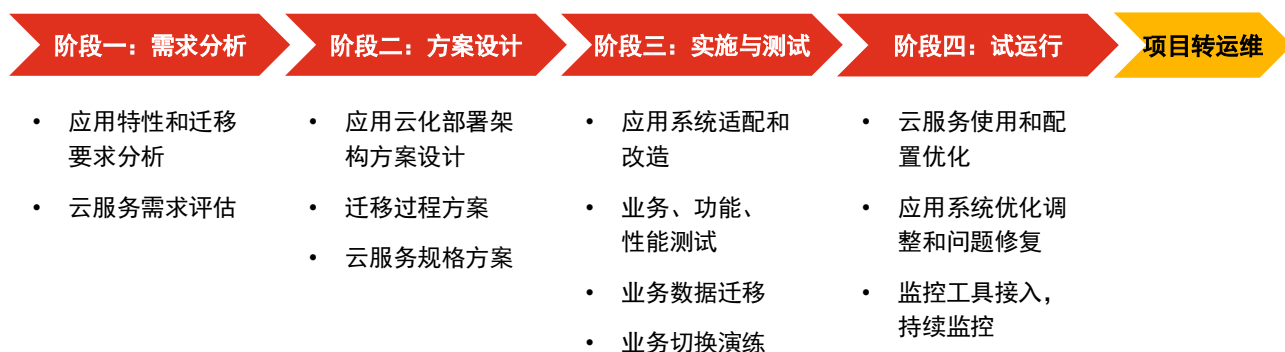 阶段一：需求分析
阶段二：方案设计
阶段三：实施与测试
阶段四：试运行
项目转运维
• 应用特性和迁移
要求分析
• 云服务需求评估
• 应用云化部署架
构方案设计
• 迁移过程方案
• 云服务规格方案
• 应用系统适配和
改造
• 业务、功能、
性能测试
• 业务数据迁移
• 业务切换演练
• 云服务使用和配
置优化
• 应用系统优化调
整和问题修复
• 监控工具接入，
持续监控